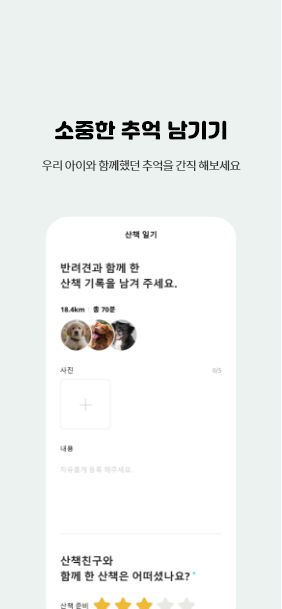 소중한 추억 남기기
우리 아이와 함께했던 추억을 간직 해보세요
산책 일기
반려견과 함께 한
산책 기록을 남겨 주세요.
18.4km 총 70분
사진 0/5
내용
자유롭게 등록 해주세요
산책친구와
함께 한 산책은 어떠셨나요? *
산책 준비